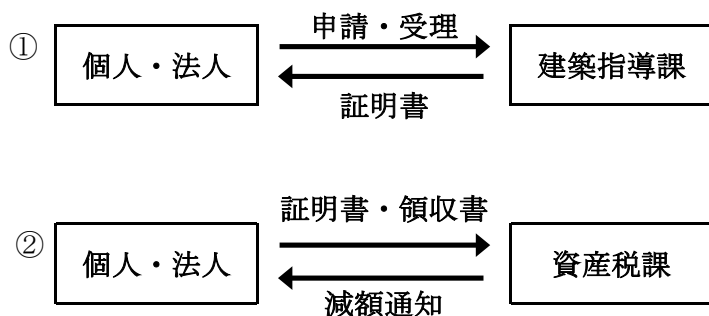 ①
申請・受理
個人・法人
建築指導課
証明書
②
証明書・領収書
個人・法人
資産税課
減額通知